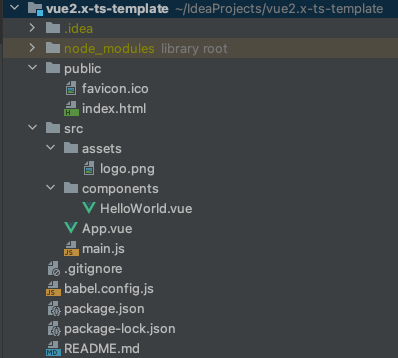 vue2.x-ts-template ~/IdeaProjects/vue2.x-ts-template
.idea
node_modules library root
public
favicon.ico
index.html
src
assets
logo.png
components
HelloWorld.vue
App.vue
main.js
.gitignore
babel.config.js
package.json
package-lock.json
README.md